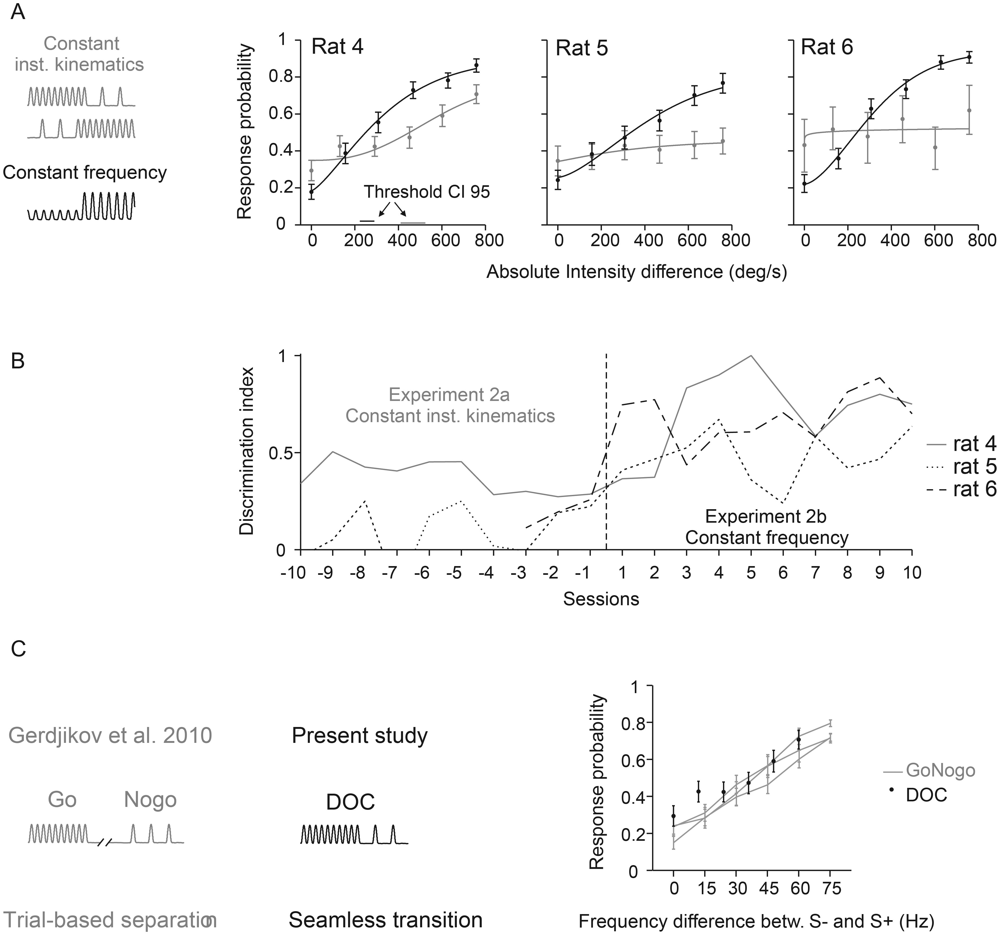 A
Constant
inst. kinematics
Constant frequency
Response probability
1
0.8
0.6
0.4
0.2
0
Rat 4
Threshold CI 95
0 200 400 600 800
Rat 5
0 200 400 600 800
Rat 6
0 200 400 600 800
Absolute Intensity difference (deg/s)
B
Discrimination index
1
0.5
0
Experiment 2a
Constant inst. kinematics
Experiment 2b
Constant frequency
rat 4
rat 5
rat 6
-10 -9 -8 -7 -6 -5 -4 -3 -2 -1 1 2 3 4 5 6 7 8 9 10
Sessions
C
Gerdjikov et al. 2010
Present study
Go Nogo
DOC
Trial-based separation
Seamless transition
Response probability
1
0.8
0.6
0.4
0.2
0
GoNogo
DOC
0 15 30 45 60 75
Frequency difference betw. S- and S+ (Hz)